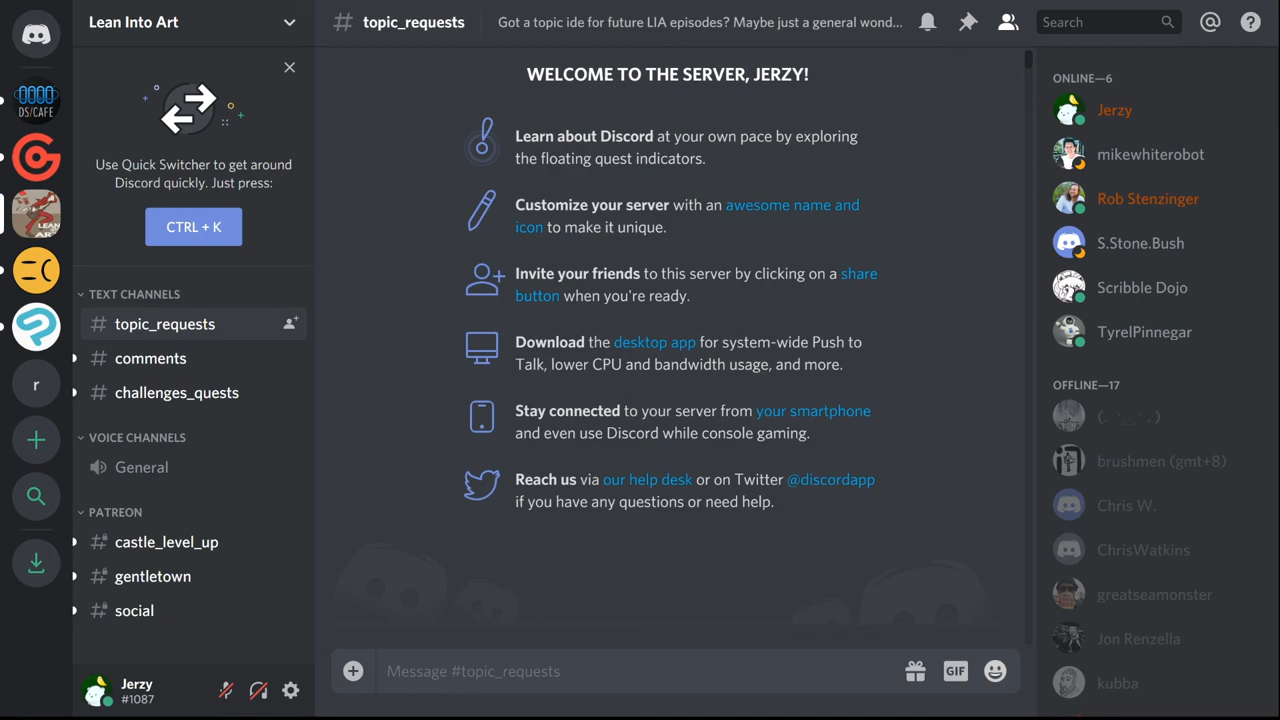 Lean Into Art
topic_requests
Got a topic ide for future LIA episodes? Maybe just a general wond...
Search
DS/CAFE
LEAN
Use Quick Switcher to get around
Discord quickly. Just press:
CTRL + K
TEXT CHANNELS
topic_requests
comments
challenges_quests
VOICE CHANNELS
General
PATREON
castle_level_up
gentletown
social
r
Jerzy
#1087
WELCOME TO THE SERVER, JERZY!
Learn about Discord at your own pace by exploring
the floating quest indicators.
Customize your server with an awesome name and
icon to make it unique.
Invite your friends to this server by clicking on a share
button when you're ready.
Download the desktop app for system-wide Push to
Talk, lower CPU and bandwidth usage, and more.
Stay connected to your server from your smartphone
and even use Discord while console gaming.
Reach us via our help desk or on Twitter @discordapp
if you have any questions or need help.
Message #topic_requests
GIF
ONLINE—6
Jerzy
mikewhiterobot
Rob Stenzinger
S.Stone.Bush
Scribble Dojo
TyrelPinnegar
OFFLINE—17
brushmen (gmt+8)
Chris W.
ChrisWatkins
greatseamonster
Jon Renzella
kubba